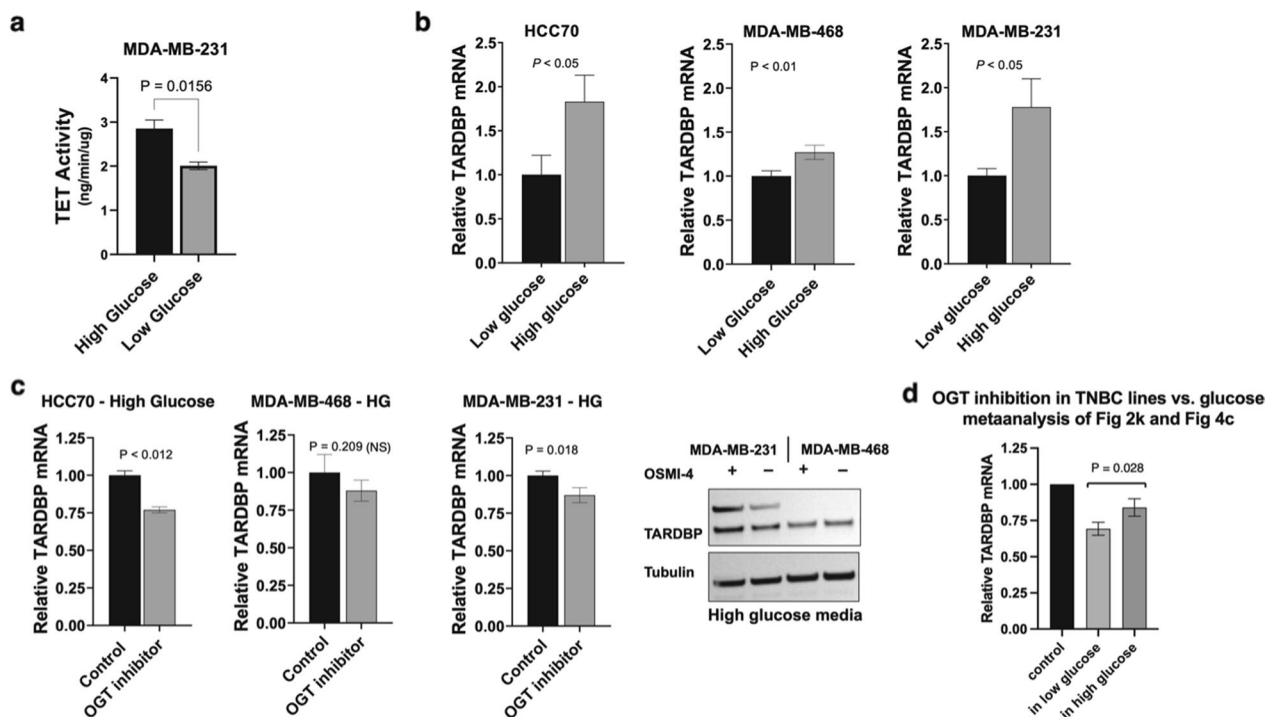 a
MDA-MB-231
P = 0.0156
TET Activity
(ng/min/ug)
4
3
2
1
0
High Glucose
Low Glucose
b
HCC70
P < 0.05
Relative TARDBP mRNA
2.5
2.0
1.5
1.0
0.5
0.0
Low glucose
High glucose
MDA-MB-468
P < 0.01
Relative TARDBP mRNA
2.5
2.0
1.5
1.0
0.5
0.0
Low Glucose
High Glucose
MDA-MB-231
P < 0.05
Relative TARDBP mRNA
2.5
2.0
1.5
1.0
0.5
0.0
Low glucose
High glucose
c
HCC70 - High Glucose
P < 0.012
Relative TARDBP mRNA
1.25
1.00
0.75
0.50
0.25
0.00
Control
OGT inhibitor
MDA-MB-468 - HG
P = 0.209 (NS)
Relative TARDBP mRNA
1.25
1.00
0.75
0.50
0.25
0.00
Control
OGT inhibitor
MDA-MB-231 - HG
P = 0.018
Relative TARDBP mRNA
1.25
1.00
0.75
0.50
0.25
0.00
Control
OGT inhibitor
MDA-MB-231 MDA-MB-468
OSMI-4 + − + −
TARDBP
Tubulin
High glucose media
d
OGT inhibition in TNBC lines vs. glucose
metaanalysis of Fig 2k and Fig 4c
P = 0.028
Relative TARDBP mRNA
1.25
1.00
0.75
0.50
0.25
0.00
control
in low glucose
in high glucose